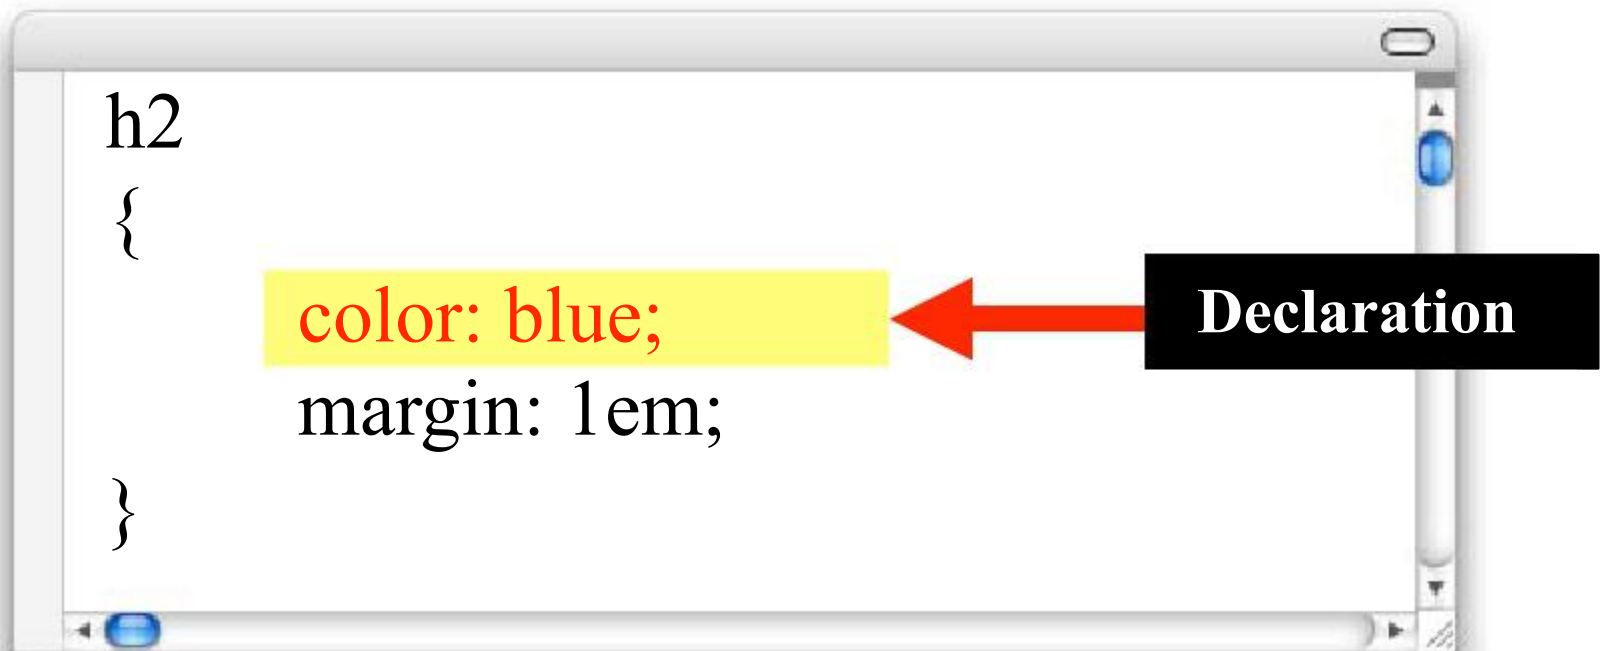 h2
{
color: blue;
Declaration
margin: 1em;
}